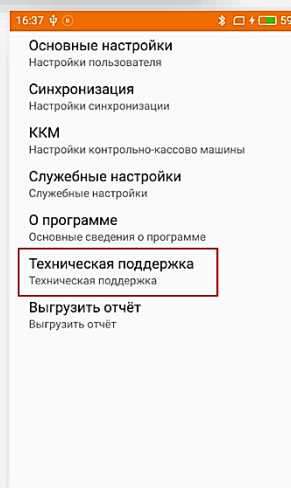 16:37 59
Основные настройки
Настройки пользователя
Синхронизация
Настройки синхронизации
ККМ
Настройки контрольно-кассово машины
Служебные настройки
Служебные настройки
О программе
Основные сведения о программе
Техническая поддержка
Техническая поддержка
Выгрузить отчёт
Выгрузить отчёт